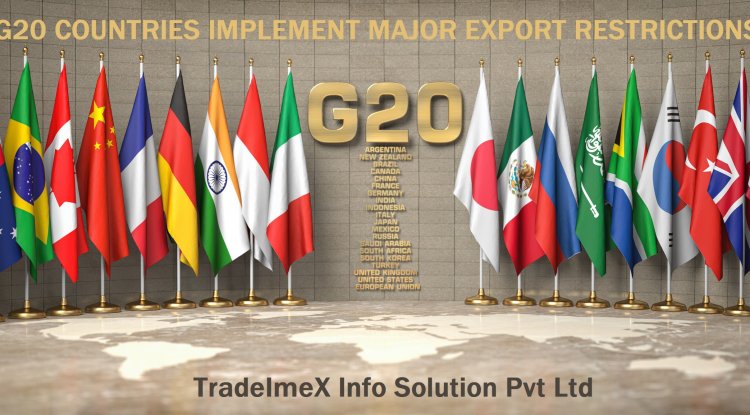 G20 COUNTRIES IMPLEMENT MAJOR EXPORT RESTRICTIONS
G20
ARGENTINA
NEW ZEALAND
BRAZIL
CANADA
CHINA
FRANCE
GERMANY
INDIA
INDONESIA
ITALY
JAPAN
MEXICO
RUSSIA
SAUDI ARABIA
SOUTH AFRICA
SOUTH KOREA
TURKEY
UNITED KINGDOM
UNITED STATES
EUROPEAN UNION
TradeImeX Info Solution Pvt Ltd